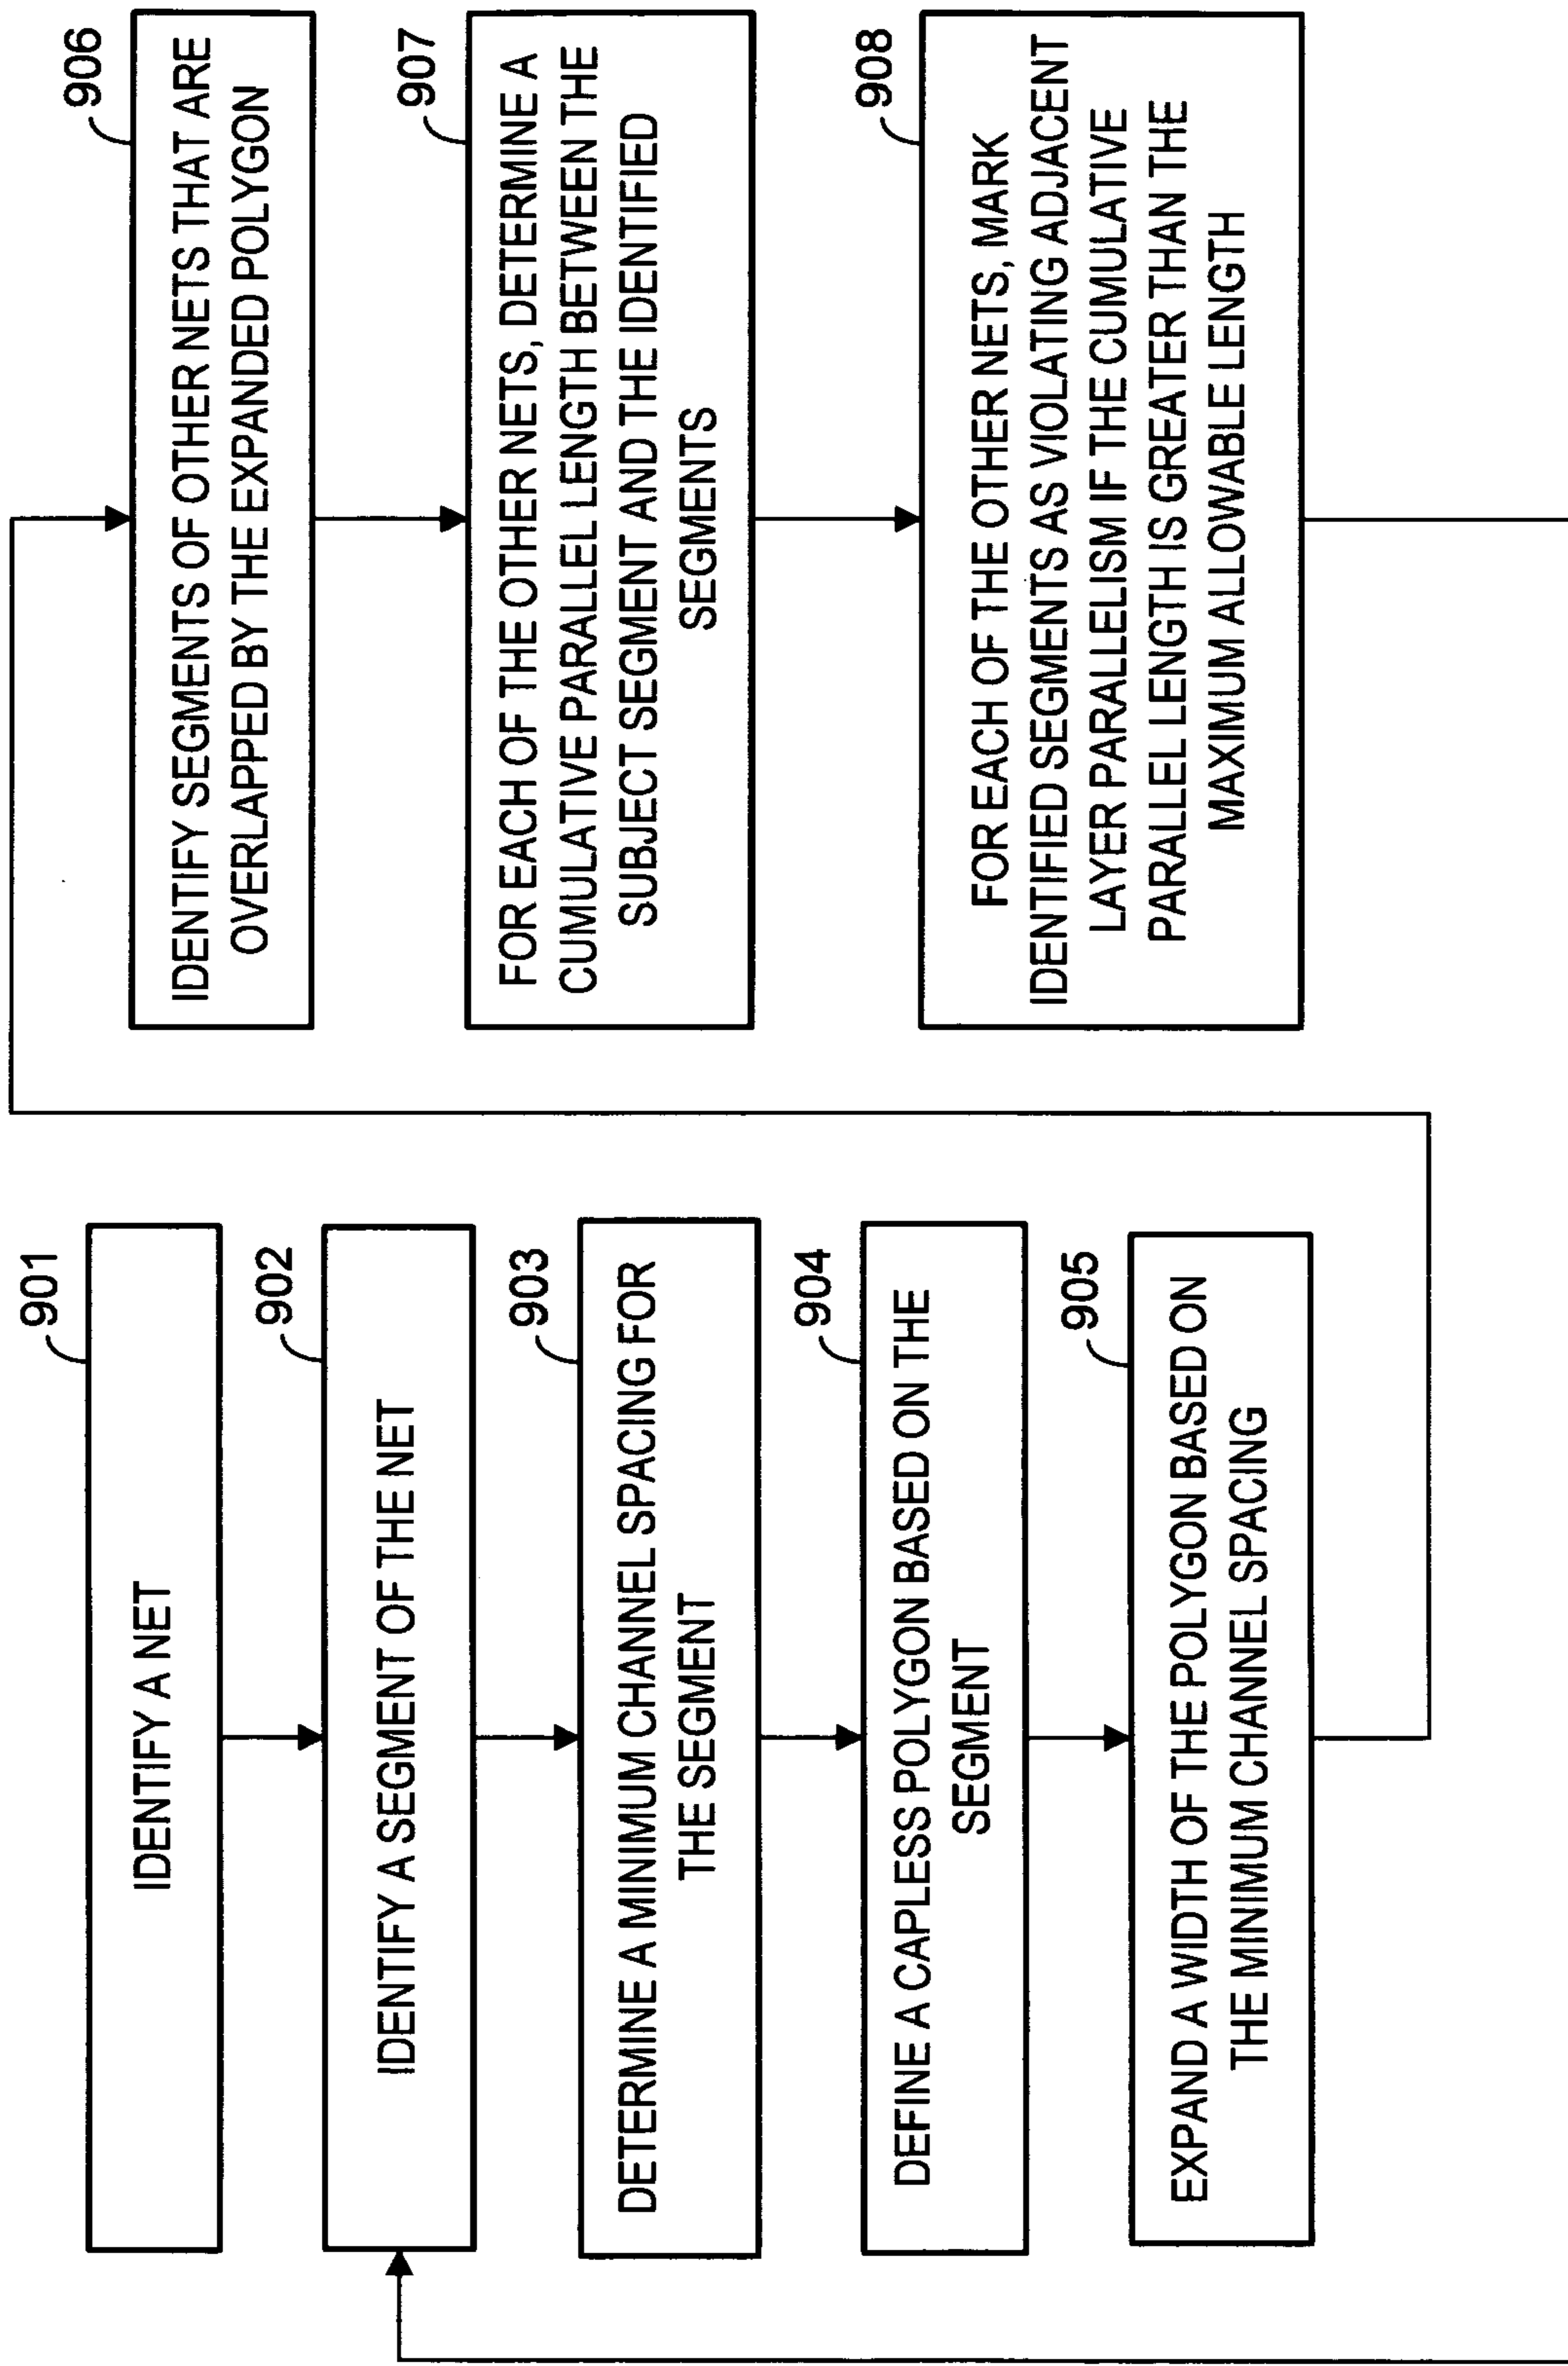 901
IDENTIFY A NET
902
IDENTIFY A SEGMENT OF THE NET
903
DETERMINE A MINIMUM CHANNEL SPACING FOR
THE SEGMENT
904
DEFINE A CAPLESS POLYGON BASED ON THE
SEGMENT
905
EXPAND A WIDTH OF THE POLYGON BASED ON
THE MINIMUM CHANNEL SPACING
906
IDENTIFY SEGMENTS OF OTHER NETS THAT ARE
OVERLAPPED BY THE EXPANDED POLYGON
907
FOR EACH OF THE OTHER NETS, DETERMINE A
CUMULATIVE PARALLEL LENGTH BETWEEN THE
SUBJECT SEGMENT AND THE IDENTIFIED
SEGMENTS
908
FOR EACH OF THE OTHER NETS, MARK
IDENTIFIED SEGMENTS AS VIOLATING ADJACENT
LAYER PARALLELISM IF THE CUMULATIVE
PARALLEL LENGTH IS GREATER THAN THE
MAXIMUM ALLOWABLE LENGTH